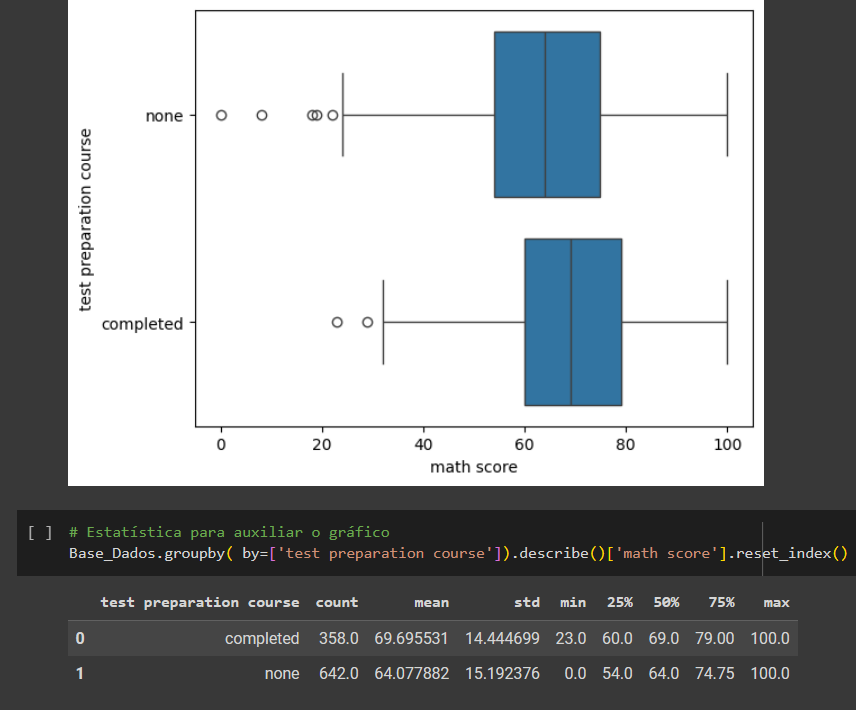 test preparation course
none
completed
0 20 40 60 80 100
math score
[ ] # Estatística para auxiliar o gráfico
Base_Dados.groupby( by=['test preparation course']).describe()['math score'].reset_index()
test preparation course count mean std min 25% 50% 75% max
0 completed 358.0 69.695531 14.444699 23.0 60.0 69.0 79.00 100.0
1 none 642.0 64.077882 15.192376 0.0 54.0 64.0 74.75 100.0